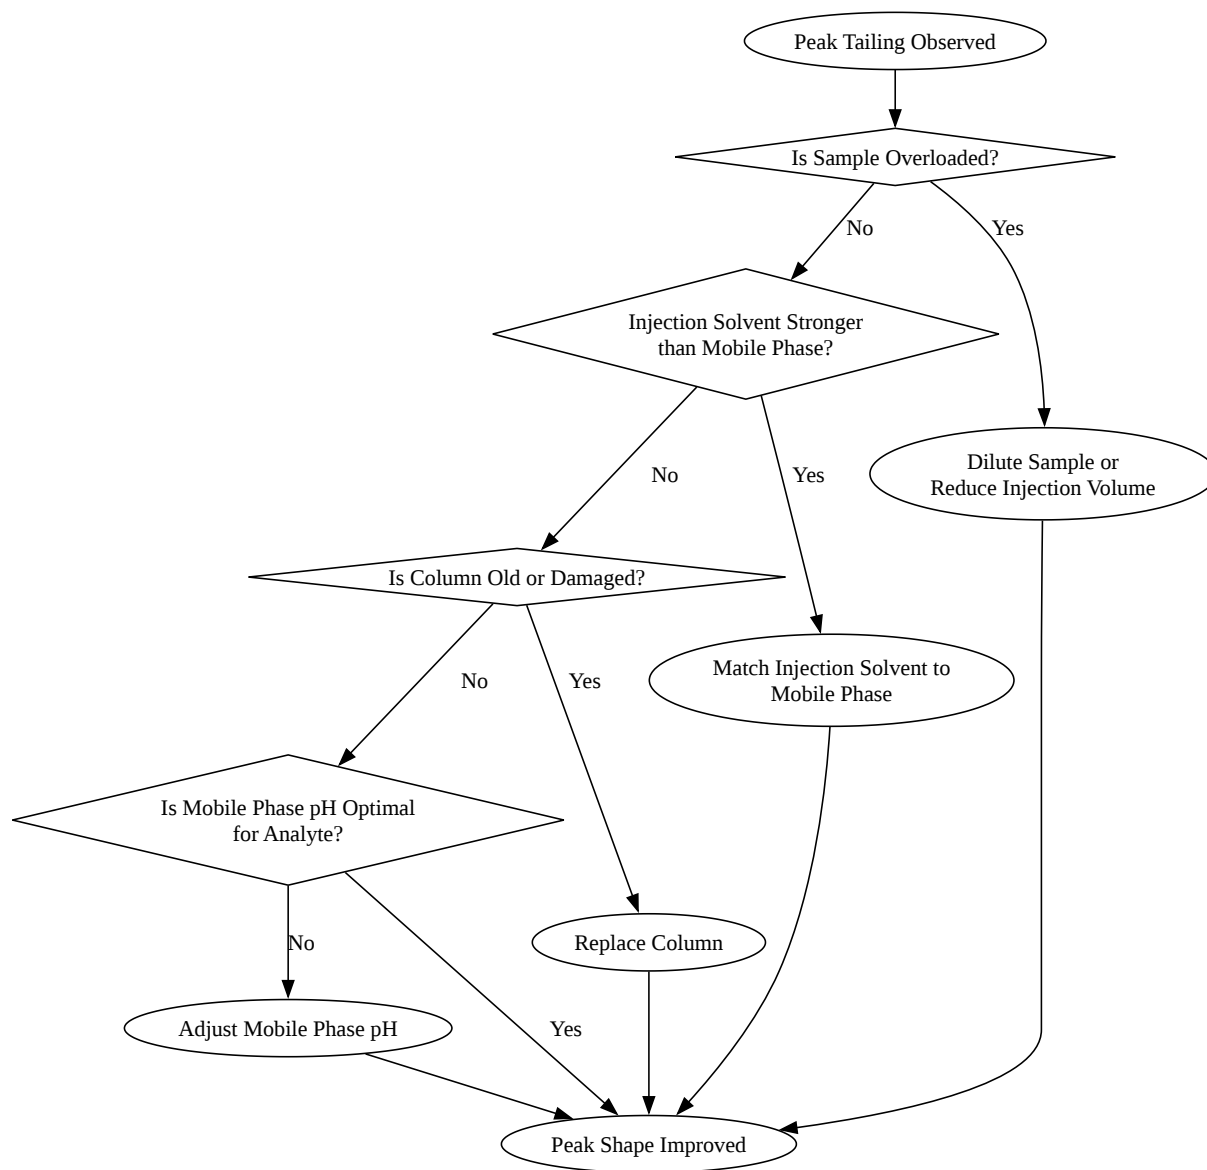 Peak Tailing Observed
Is Sample Overloaded?
No
Yes
Injection Solvent Stronger
than Mobile Phase?
Dilute Sample or
Reduce Injection Volume
No
Yes
Is Column Old or Damaged?
Match Injection Solvent to
Mobile Phase
No
Yes
Is Mobile Phase pH Optimal
for Analyte?
No
Replace Column
Adjust Mobile Phase pH
Yes
Peak Shape Improved